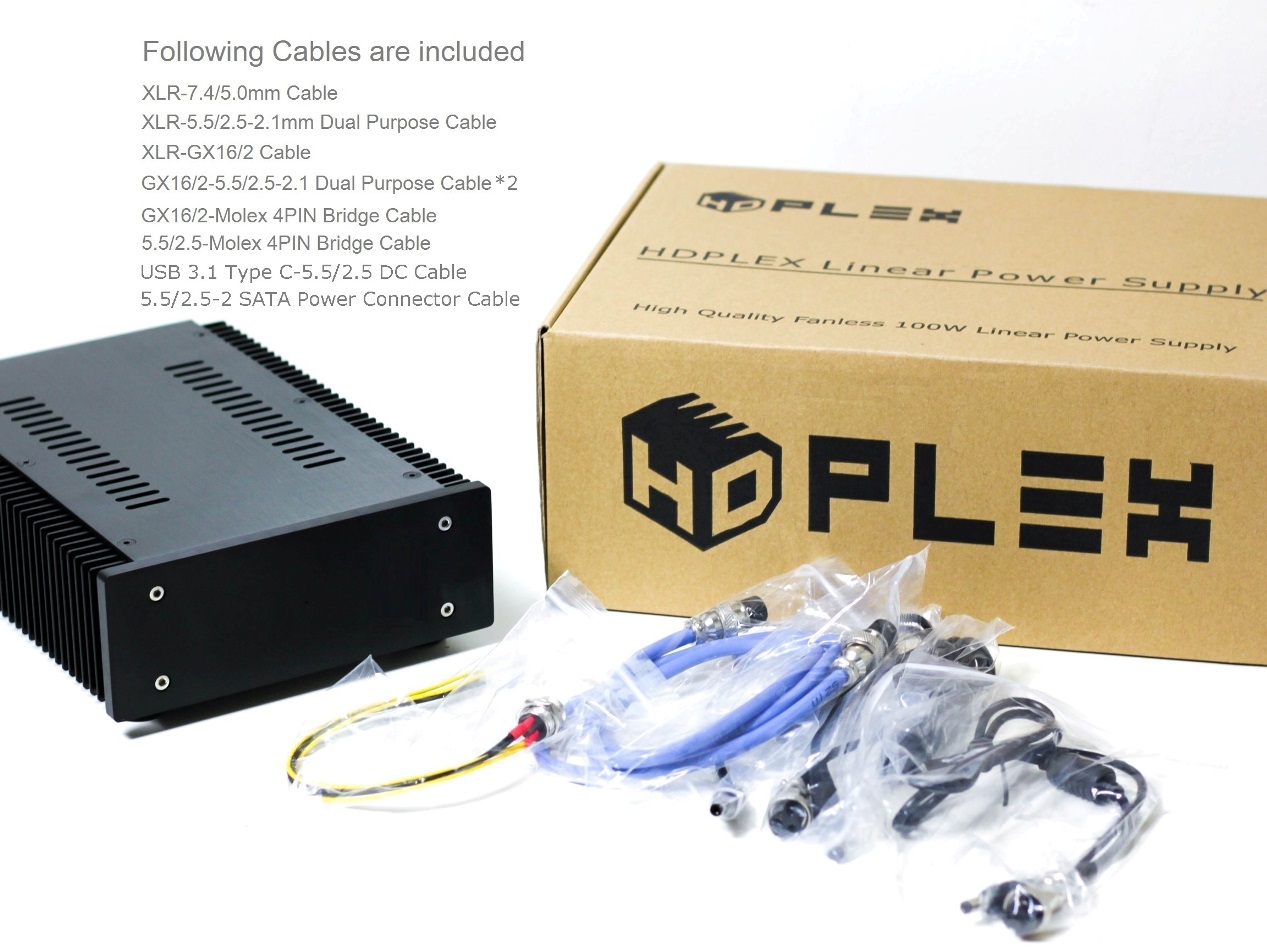 Following Cables are included
XLR-7.4/5.0mm Cable
XLR-5.5/2.5-2.1mm Dual Purpose Cable
XLR-GX16/2 Cable
GX16/2-5.5/2.5-2.1 Dual Purpose Cable*2
GX16/2-Molex 4PIN Bridge Cable
5.5/2.5-Molex 4PIN Bridge Cable
USB 3.1 Type C-5.5/2.5 DC Cable
5.5/2.5-2 SATA Power Connector Cable
HD PLEX
HDPLEX Linear Power Supply
High Quality Fanless 100W Linear Power Supply
HD PLEX